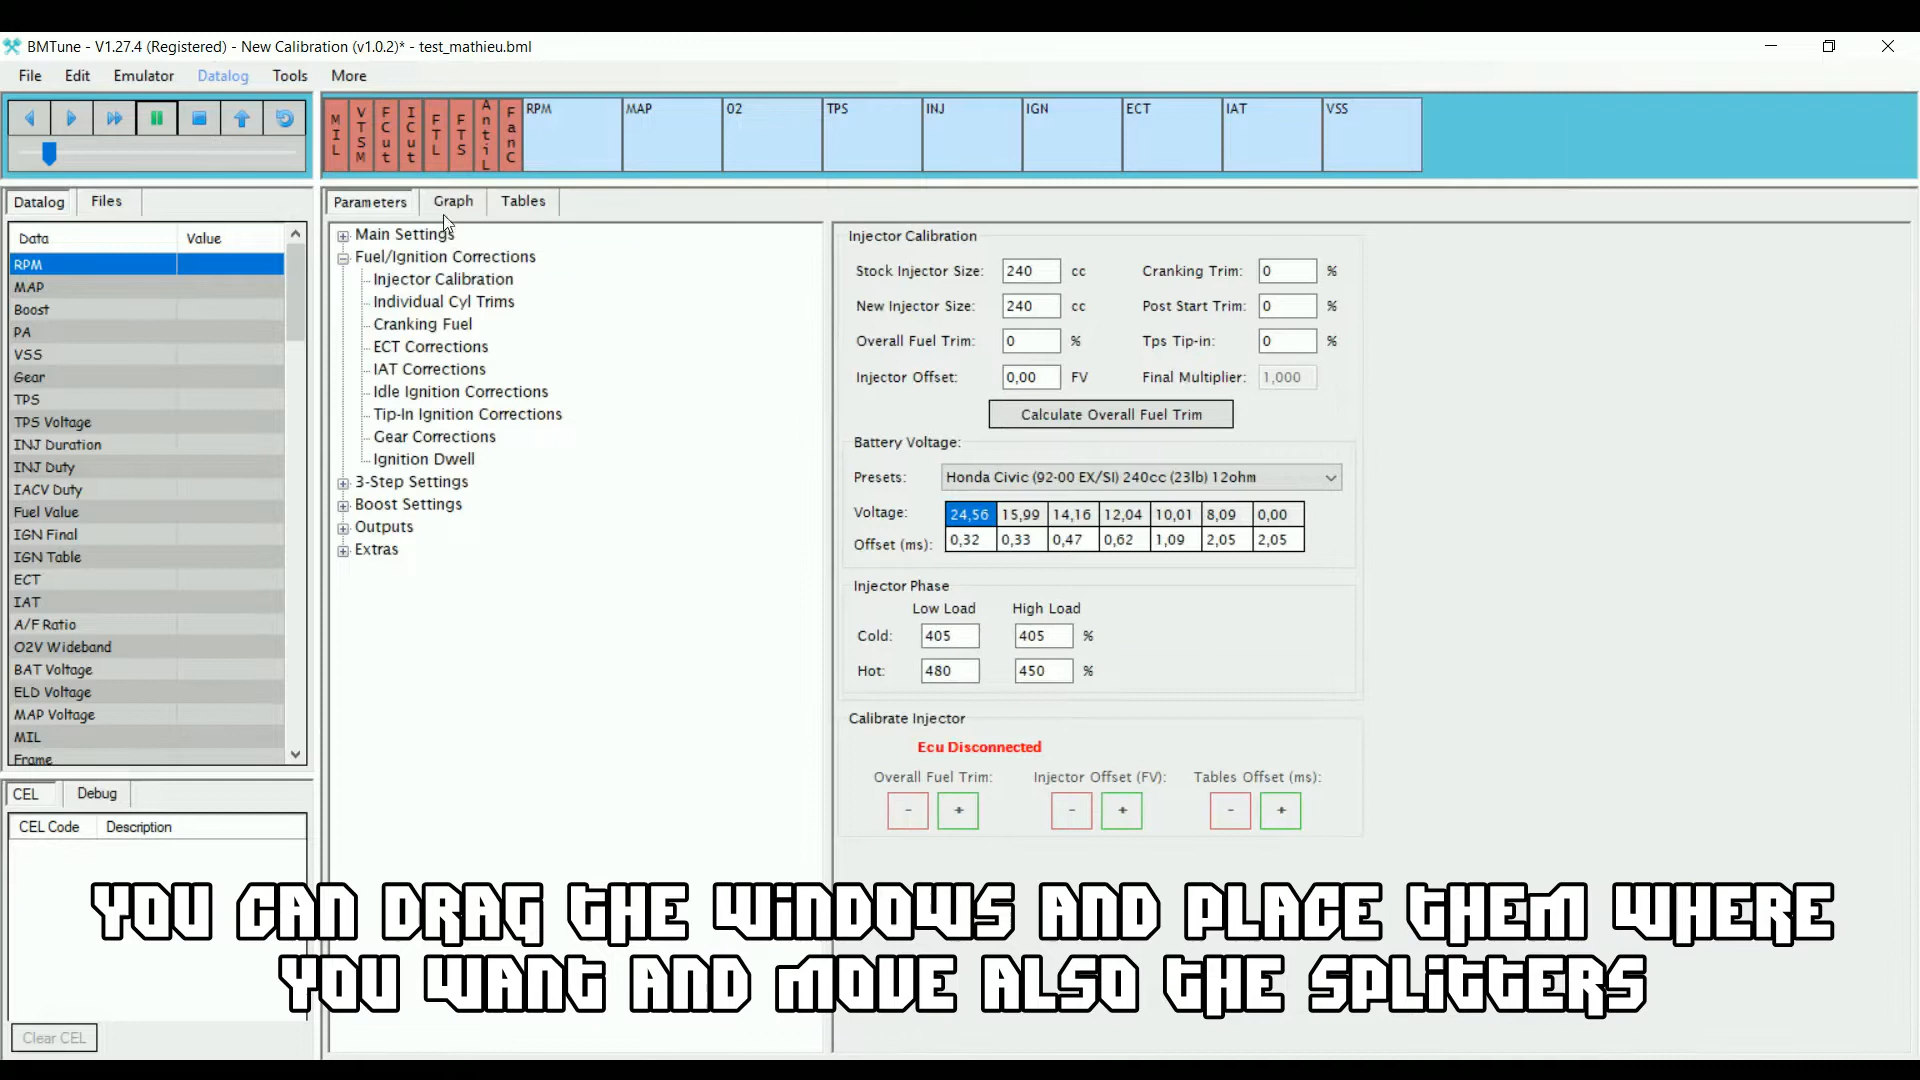 BMTune - V1.27.4 (Registered) - New Calibration (v1.0.2)* - test_mathieu.bml
File Edit Emulator Datalog Tools More
MIL VTSM FCut ICut FTL FTS AntiL FanC RPM MAP O2 TPS INJ IGN ECT IAT VSS
Datalog Files
Data Value
RPM
MAP
Boost
PA
VSS
Gear
TPS
TPS Voltage
INJ Duration
INJ Duty
IACV Duty
Fuel Value
IGN Final
IGN Table
ECT
IAT
A/F Ratio
O2V Wideband
BAT Voltage
ELD Voltage
MAP Voltage
MIL
Frame
CEL Debug
CEL Code Description
Clear CEL
Parameters Graph Tables
Main Settings
Fuel/Ignition Corrections
Injector Calibration
Individual Cyl Trims
Cranking Fuel
ECT Corrections
IAT Corrections
Idle Ignition Corrections
Tip-In Ignition Corrections
Gear Corrections
Ignition Dwell
3-Step Settings
Boost Settings
Outputs
Extras
Injector Calibration
Stock Injector Size: 240 cc Cranking Trim: 0 %
New Injector Size: 240 cc Post Start Trim: 0 %
Overall Fuel Trim: 0 % Tps Tip-in: 0 %
Injector Offset: 0,00 FV Final Multiplier: 1,000
Calculate Overall Fuel Trim
Battery Voltage:
Presets: Honda Civic (92-00 EX/SI) 240cc (23lb) 12ohm
Voltage: 24,56 15,99 14,16 12,04 10,01 8,09 0,00
Offset (ms): 0,32 0,33 0,47 0,62 1,09 2,05 2,05
Injector Phase
Low Load High Load
Cold: 405 405 %
Hot: 480 450 %
Calibrate Injector
Ecu Disconnected
Overall Fuel Trim: Injector Offset (FV): Tables Offset (ms):
- + - + - +
YOU CAN DRAG THE WINDOWS AND PLACE THEM WHERE
YOU WANT AND MOVE ALSO THE SPLITTERS